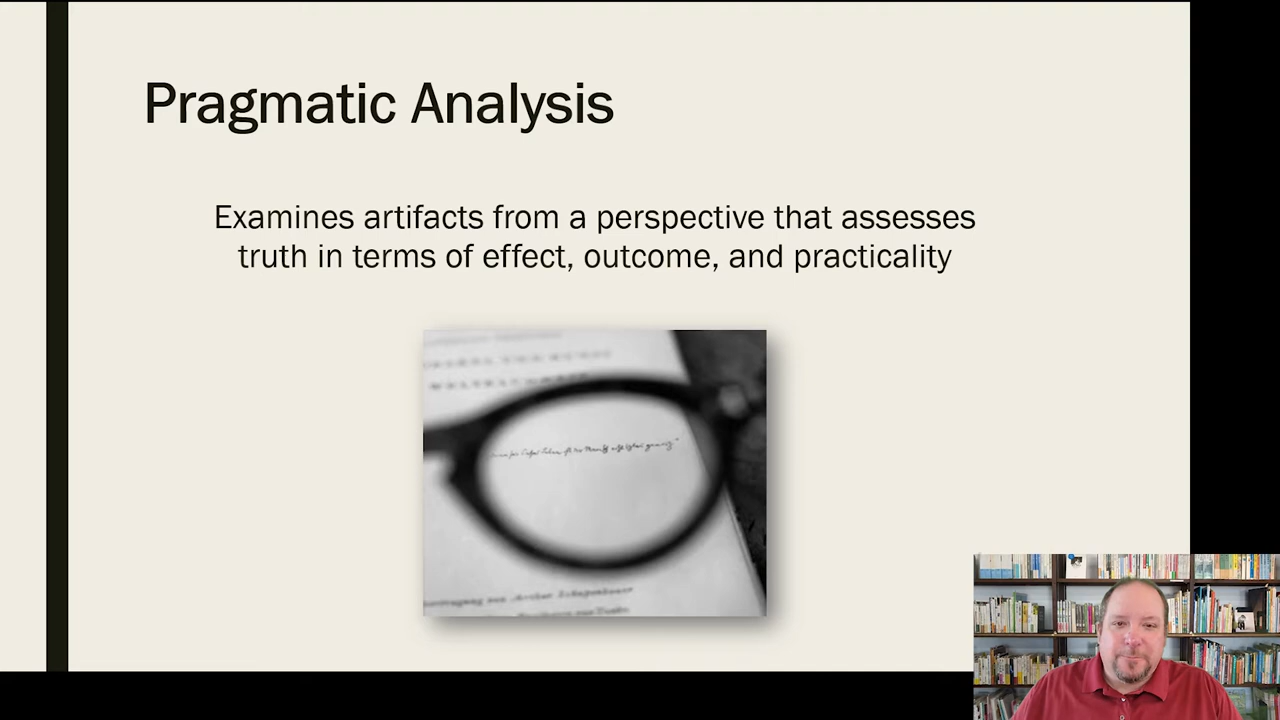 Pragmatic Analysis
Examines artifacts from a perspective that assesses
truth in terms of effect, outcome, and practicality